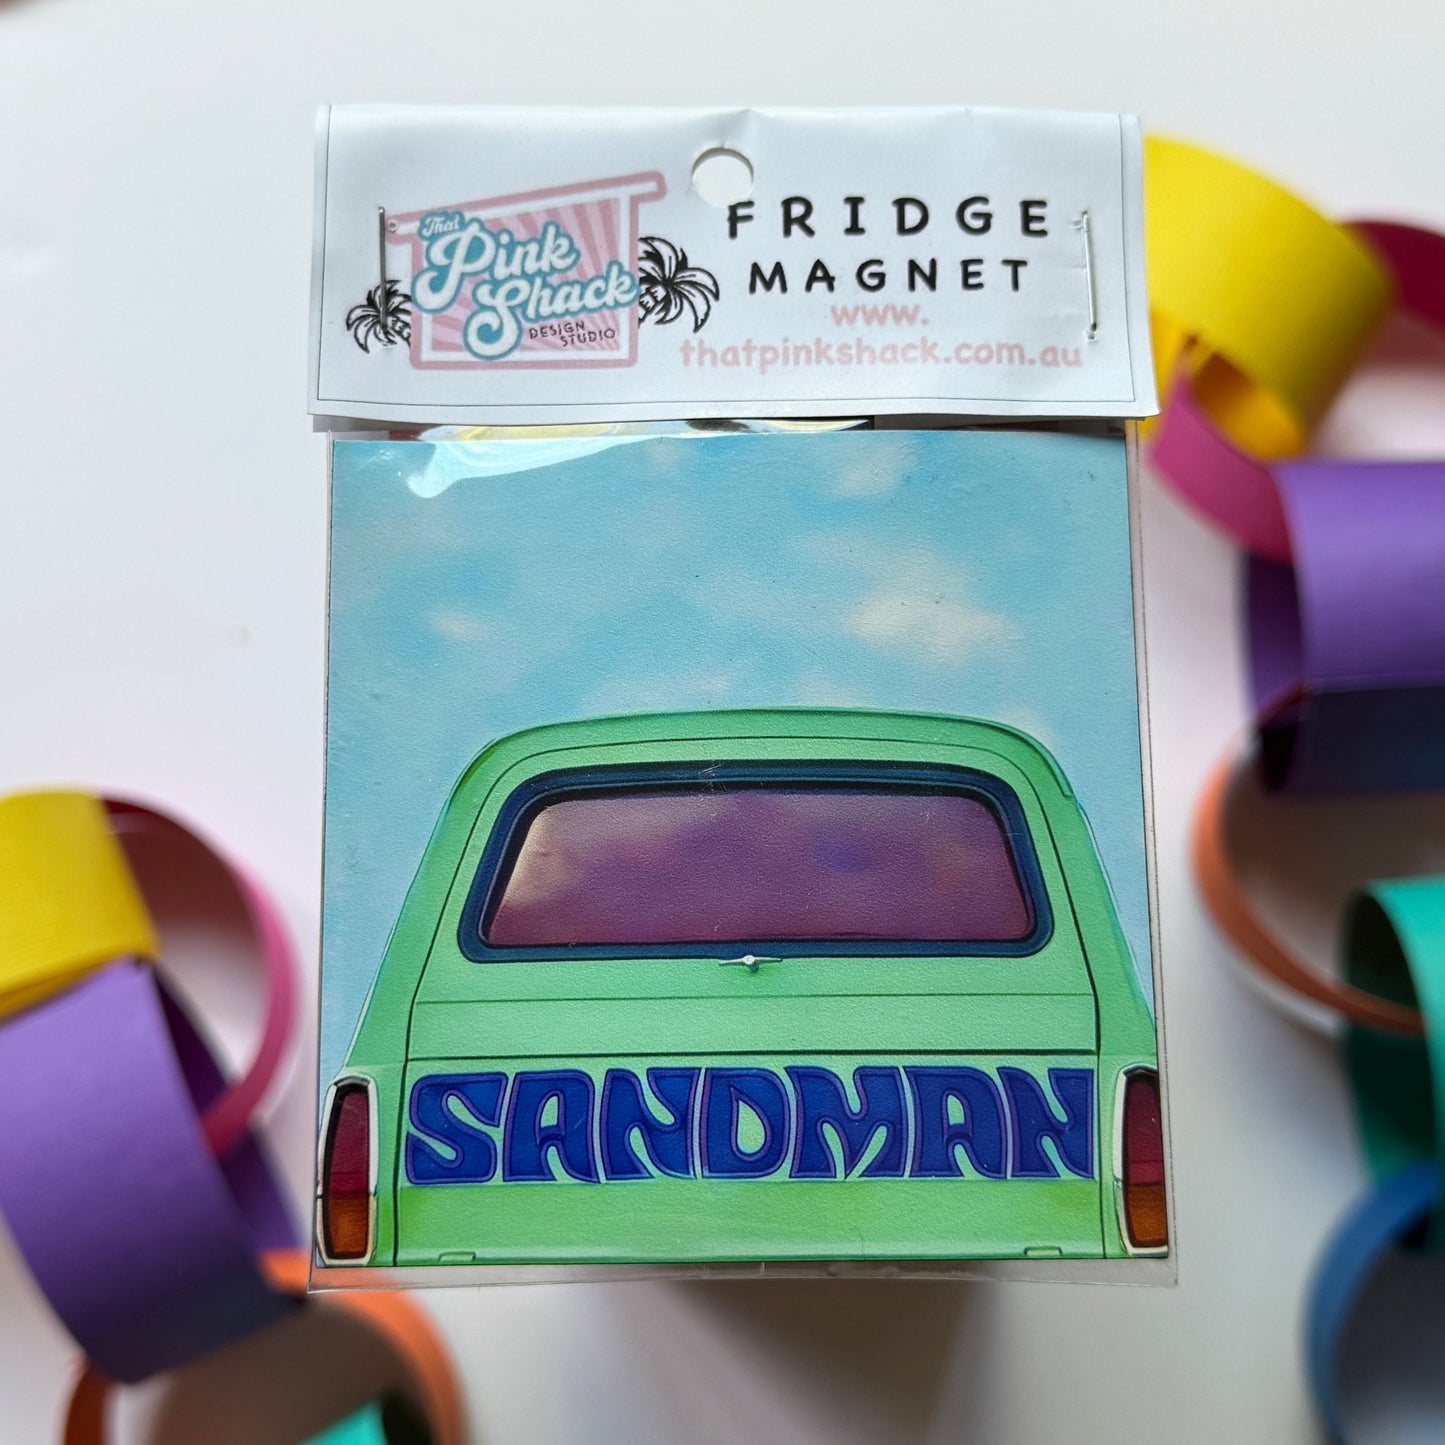 That
Pink
Shack
DESIGN
STUDIO
FRIDGE
MAGNET
www.
thatpinkshack.com.au
SANDMAN